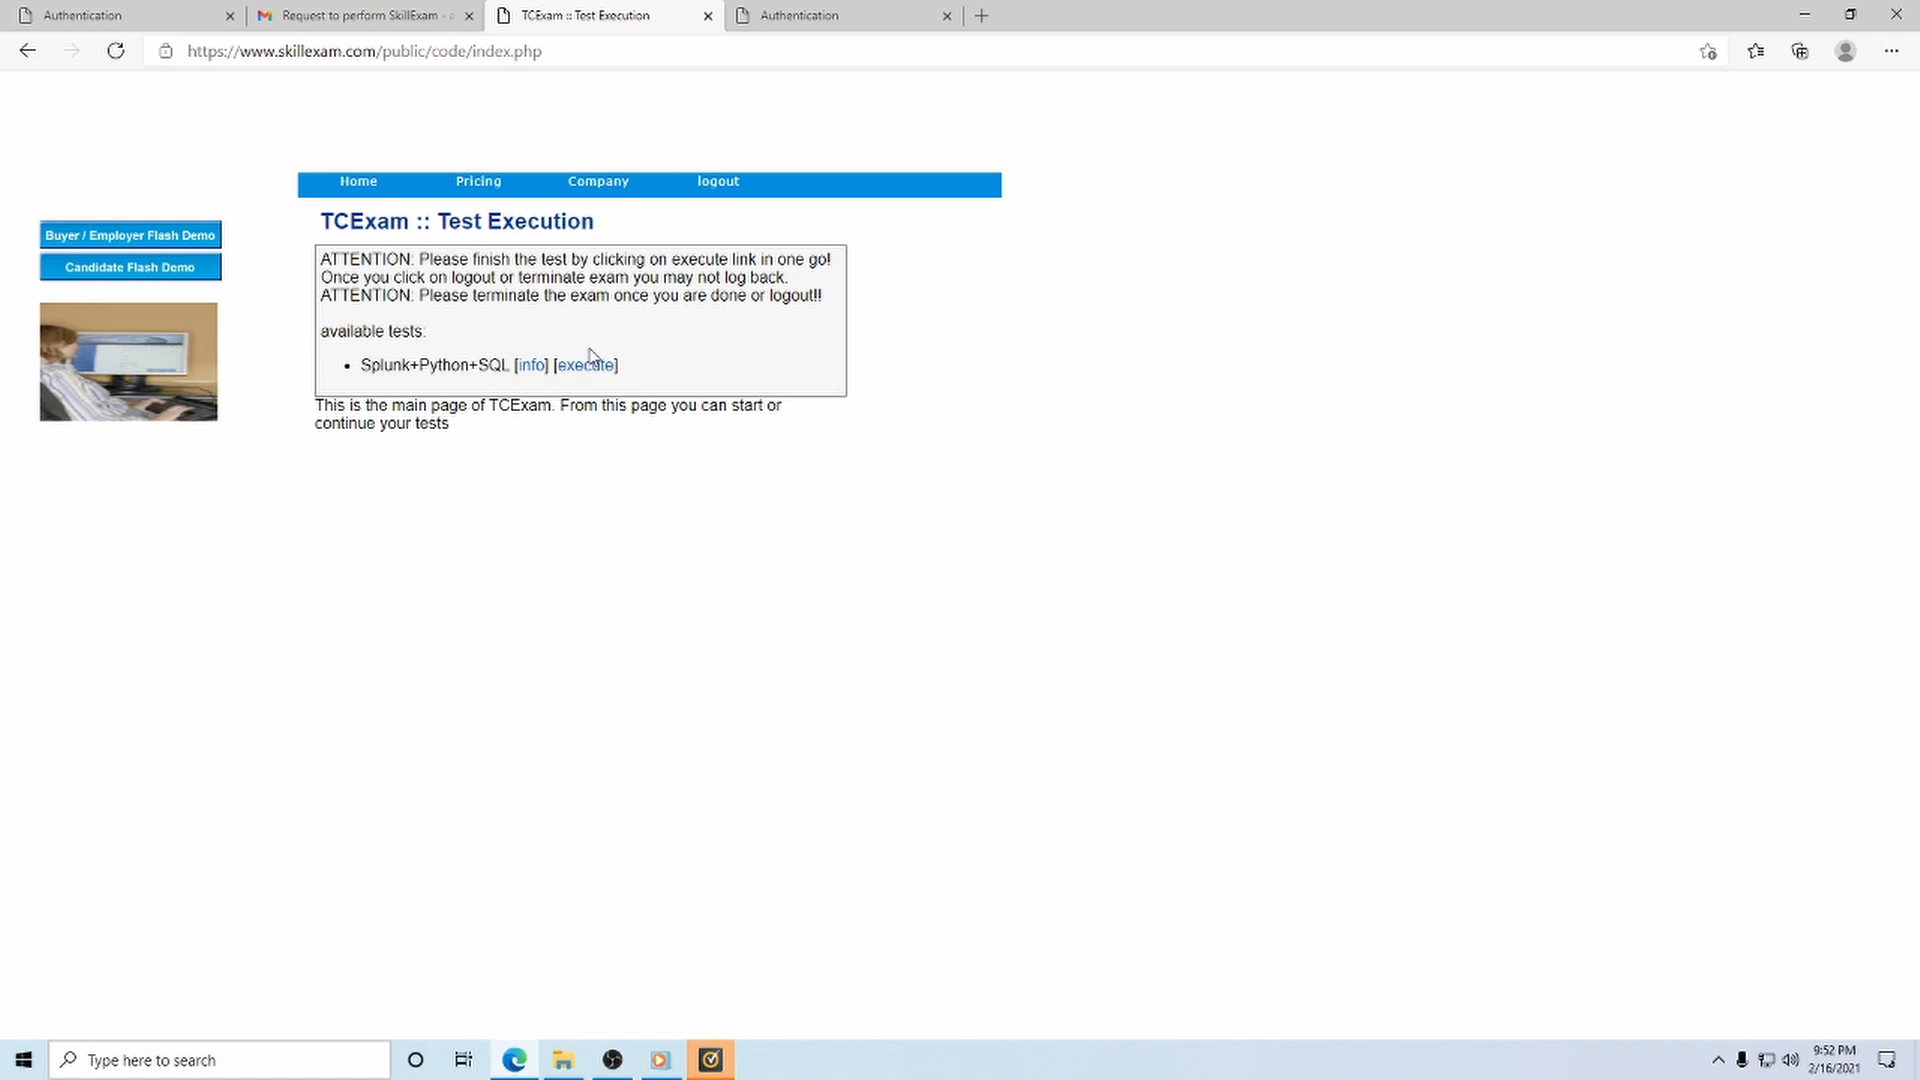 Authentication
Request to perform SkillExam - a
TCExam :: Test Execution
Authentication
https://www.skillexam.com/public/code/index.php
Home Pricing Company logout
TCExam :: Test Execution
Buyer / Employer Flash Demo
Candidate Flash Demo
ATTENTION: Please finish the test by clicking on execute link in one go!
Once you click on logout or terminate exam you may not log back.
ATTENTION: Please terminate the exam once you are done or logout!!
available tests:
• Splunk+Python+SQL [info] [execute]
This is the main page of TCExam. From this page you can start or
continue your tests
Type here to search
9:52 PM
2/16/2021